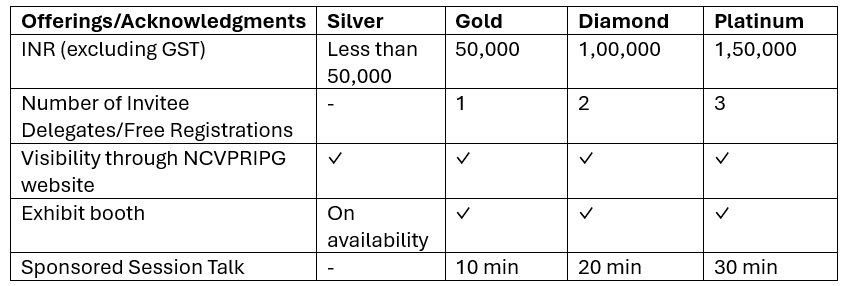 Offerings/Acknowledgments Silver Gold Diamond Platinum
INR (excluding GST) Less than 50,000 1,00,000 1,50,000
50,000
Number of Invitee - 1 2 3
Delegates/Free Registrations
Visibility through NCVPRIPG ✓ ✓ ✓ ✓
website
Exhibit booth On ✓ ✓ ✓
availability
Sponsored Session Talk - 10 min 20 min 30 min